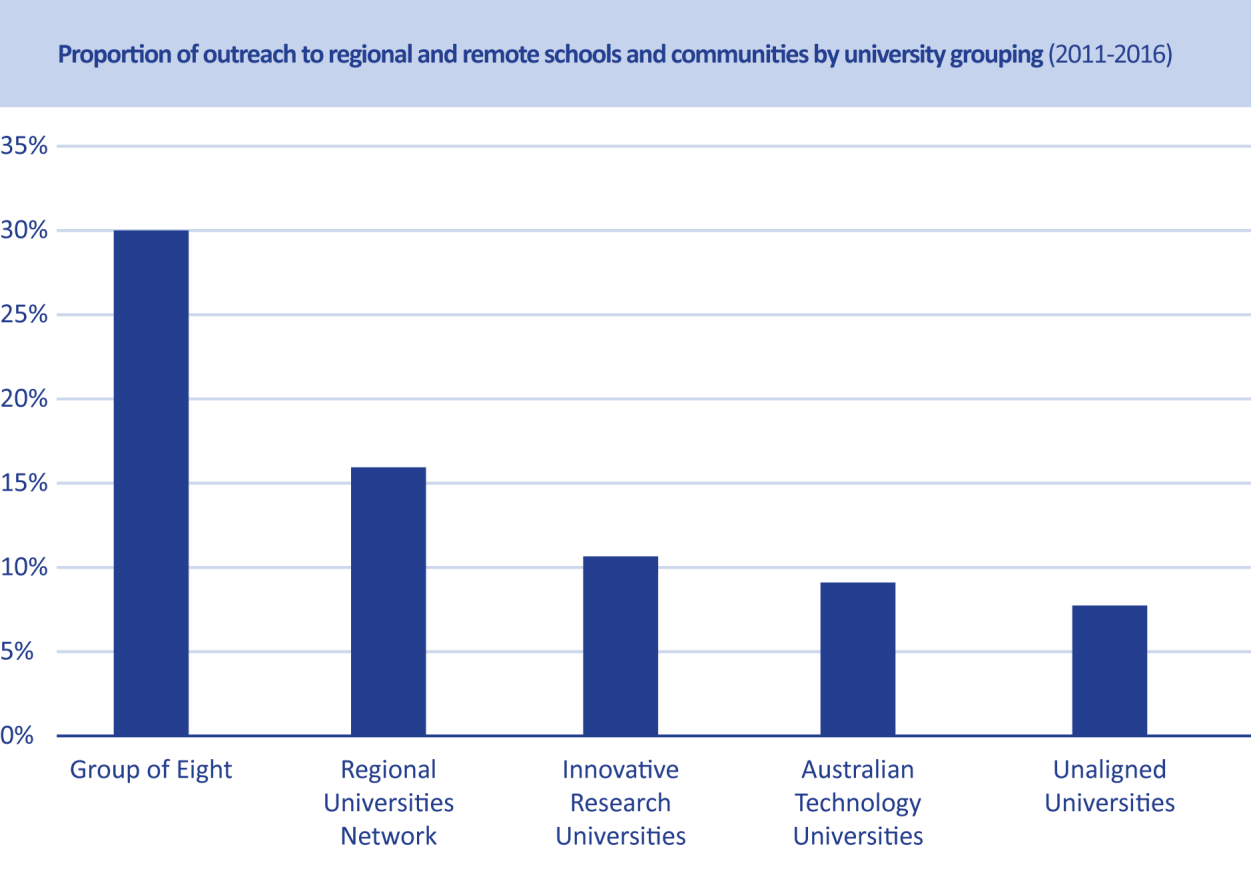 Proportion of outreach to regional and remote schools and communities by university grouping (2011-2016)
35%
30%
25%
20%
15%
10%
5%
0%
Group of Eight
Regional
Universities
Network
Innovative
Research
Universities
Australian
Technology
Universities
Unaligned
Universities